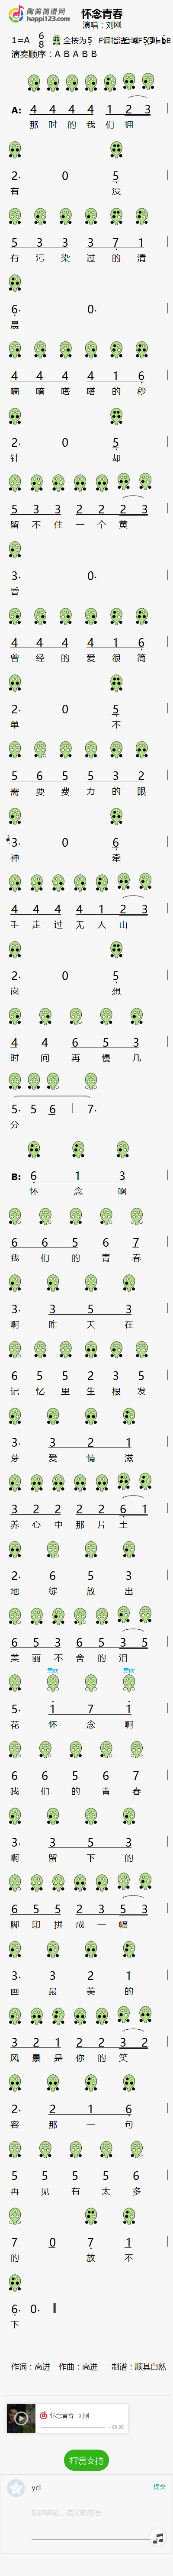 陶笛简谱网
happi123.com
怀念青春
演唱：刘刚
1=A 6/8 全按为5
演奏顺序：A B A B B
A: 4 4 4 4 1 2 3
那 时 的 我 们 拥
2· 0 5
有 没
5 3 3 3 7 1
有 污 染 过 的 清
6· 0·
晨
4 4 4 4 4 1 6
嘀 嘀 嗒 嗒 的 秒
2· 0 5
针 却
5 3 3 2 2 2 3
留 不 住 一 个 黄
3· 0·
昏
4 4 4 4 1 6
曾 经 的 爱 很 简
2· 0 5
单 不
5 6 5 5 3 2
需 要 费 力 的 眼
3· 0 6
神 牵
4 4 4 4 1 2 3
手 走 过 无 人 山
2· 0 5
岗 想
4 4 6 5 3
时 间 再 慢 几
5· 5 6 7·
分
B: 6 1 3
怀 念 啊
6 6 5 6 7
我 们 的 青 春
3· 3 5 3
啊 昨 天 在
6 5 5 2 3 5
记 忆 里 生 根 发
3· 3 2 1
芽 爱 情 滋
3 2 2 2 2 6 1
养 心 中 那 片 土
2· 6 5 3
地 绽 放 出
6 5 3 6 5 3 5
美 丽 不 舍 的 泪
重吹 重吹
5· 1 7 1
花 怀 念 啊
6 6 5 6 7
我 们 的 青 春
3· 3 5 3
啊 留 下 的
6 5 5 2 3 5 3
脚 印 拼 成 一 幅
3· 3 2 1
画 最 美 的
3 2 1 2 2 3 2
风 景 是 你 的 笑
2· 2 1 6
容 那 一 句
5 5 5 5 6
再 见 有 太 多
7 0 7 1
的 放 不
6· 0·
下
作词：高进 作曲：高进 制谱：顺其自然
怀念青春 - 刘刚
打赏支持
yci 提交